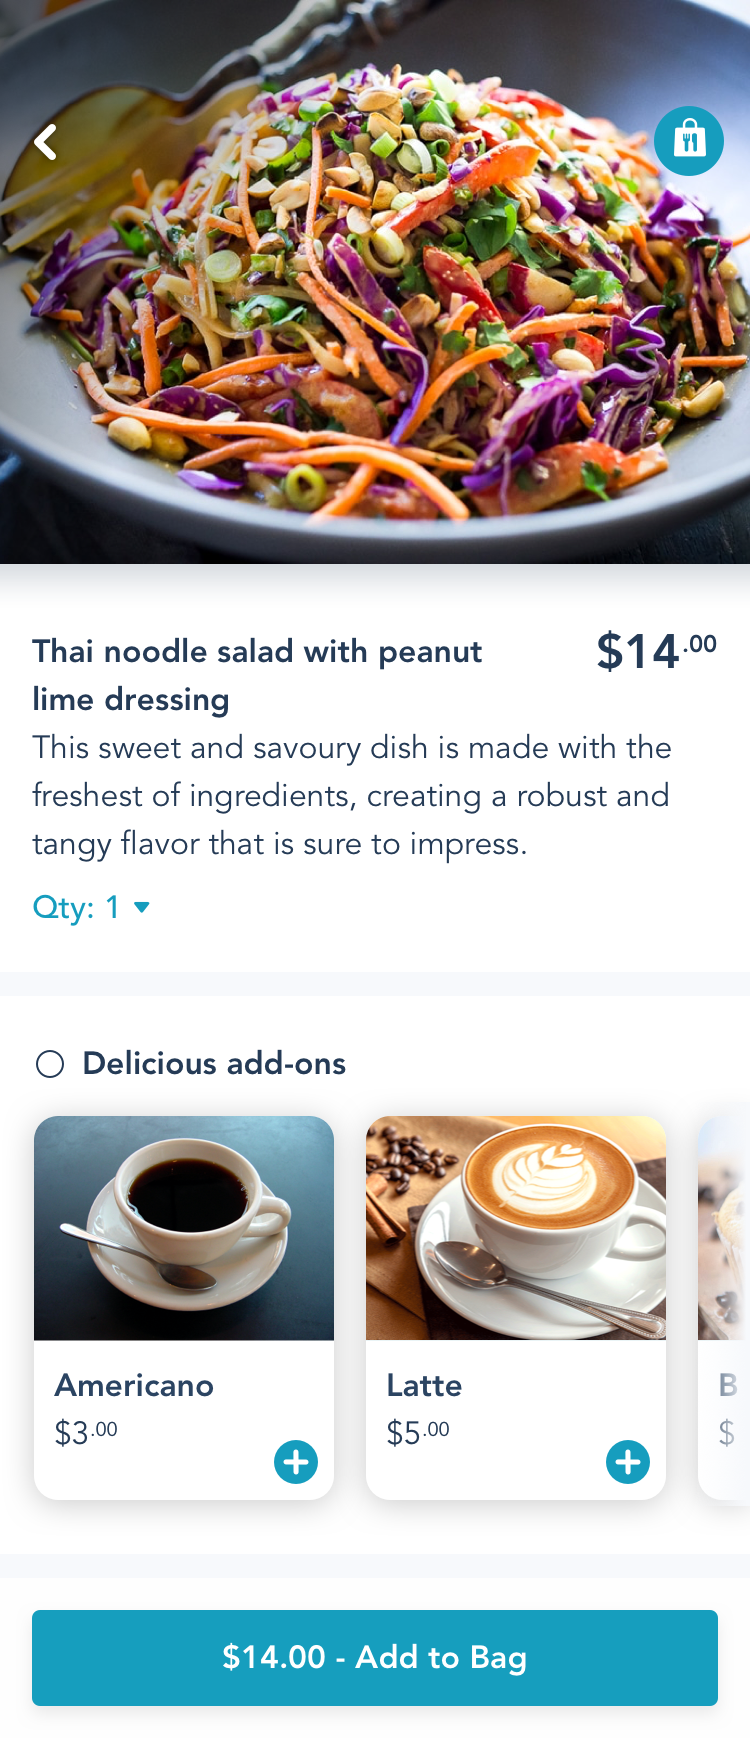 Thai noodle salad with peanut
lime dressing
$14.00
This sweet and savoury dish is made with the
freshest of ingredients, creating a robust and
tangy flavor that is sure to impress.
Qty: 1
Delicious add-ons
Americano
$3.00
Latte
$5.00
B
$
$14.00 - Add to Bag